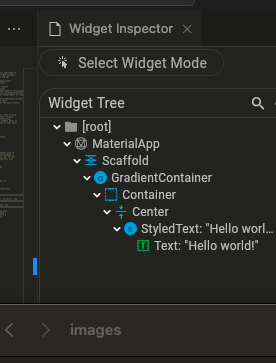 Widget Inspector
Select Widget Mode
Widget Tree
[root]
MaterialApp
Scaffold
GradientContainer
Container
Center
StyledText: "Hello worl...
Text: "Hello world!"
images